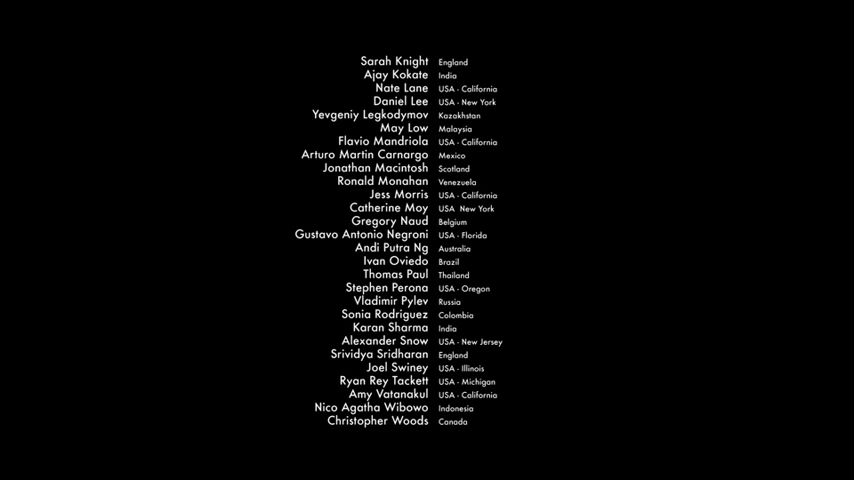 Sarah Knight England
Ajay Kokate India
Nate Lane USA - California
Daniel Lee USA - New York
Yevgeniy Legkodymov Kazakhstan
May Low Malaysia
Flavio Mandriola USA - California
Arturo Martin Carnargo Mexico
Jonathan Macintosh Scotland
Ronald Monahan Venezuela
Jess Morris USA - California
Catherine Moy USA New York
Gregory Naud Belgium
Gustavo Antonio Negroni USA - Florida
Andi Putra Ng Australia
Ivan Oviedo Brazil
Thomas Paul Thailand
Stephen Perona USA - Oregon
Vladimir Pylev Russia
Sonia Rodriguez Colombia
Karan Sharma India
Alexander Snow USA - New Jersey
Srividya Sridharan England
Joel Swiney USA - Illinois
Ryan Rey Tackett USA - Michigan
Amy Vatanakul USA - California
Nico Agatha Wibowo Indonesia
Christopher Woods Canada